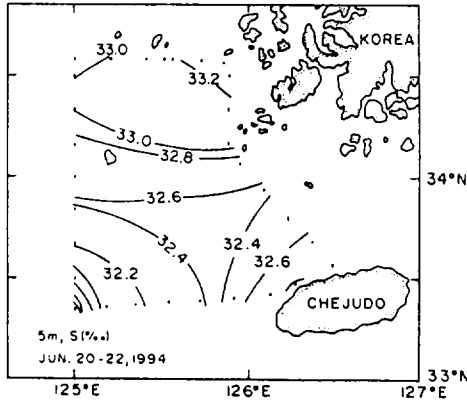 KOREA
33.0
33.2
33.0
32.8
34°N
32.6
32.4
32.4
32.6
32.2
CHEJUDO
5m, S(‰)
JUN. 20-22, 1994
33°N
125°E
126°E
127°E